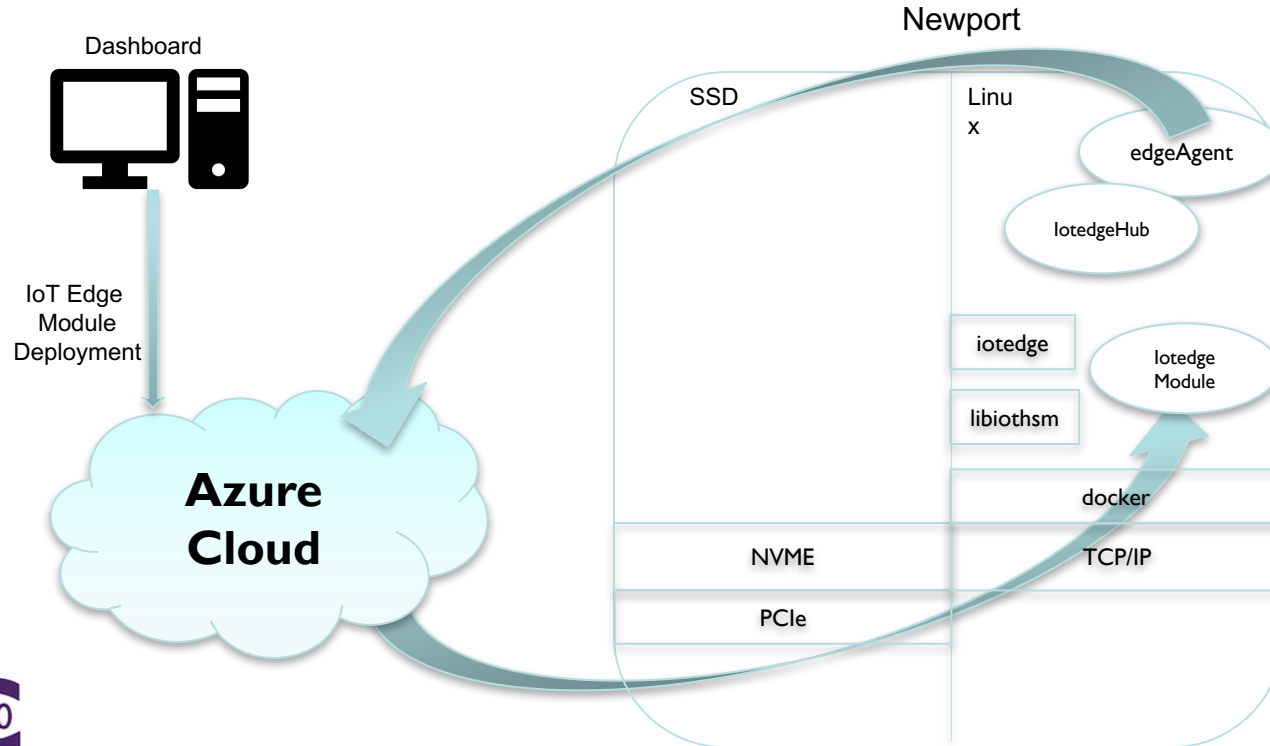 Newport
Dashboard
SSD
Linu
x
edgeAgent
IotedgeHub
IoT Edge
Module
Deployment
iotedge
Iotedge
Module
libiothsm
Azure
Cloud
docker
NVME
TCP/IP
PCIe
0